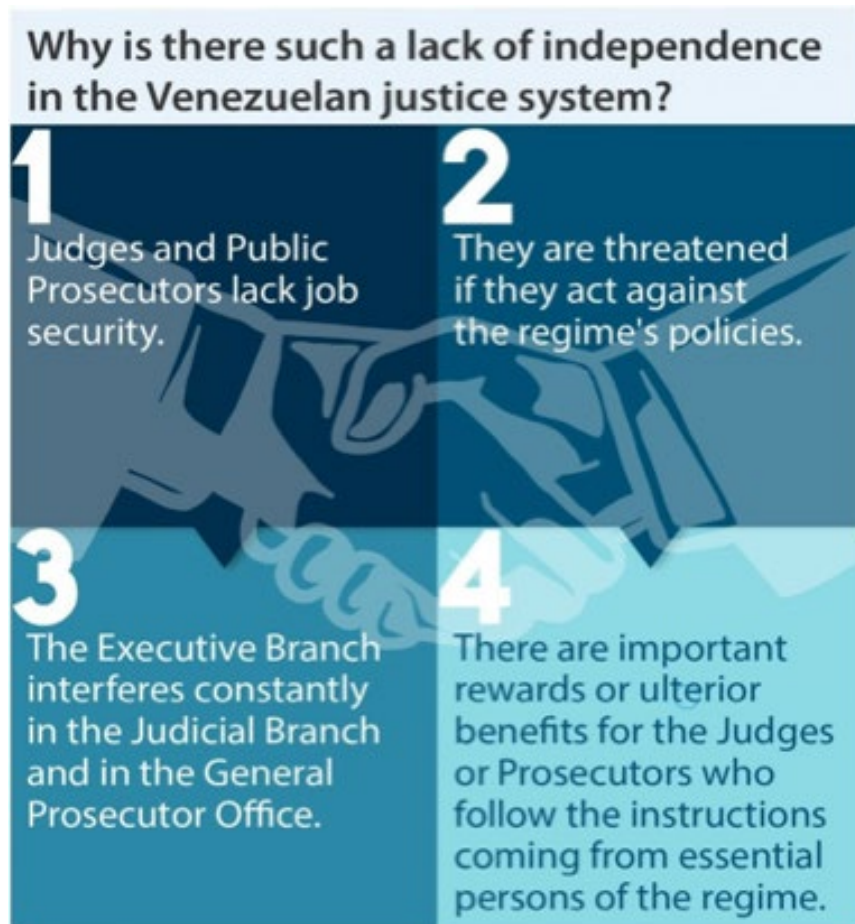 Why is there such a lack of independence
in the Venezuelan justice system?
1
Judges and Public
Prosecutors lack job
security.
2
They are threatened
if they act against
the regime's policies.
3
The Executive Branch
interferes constantly
in the Judicial Branch
and in the General
Prosecutor Office.
4
There are important
rewards or ulterior
benefits for the Judges
or Prosecutors who
follow the instructions
coming from essential
persons of the regime.